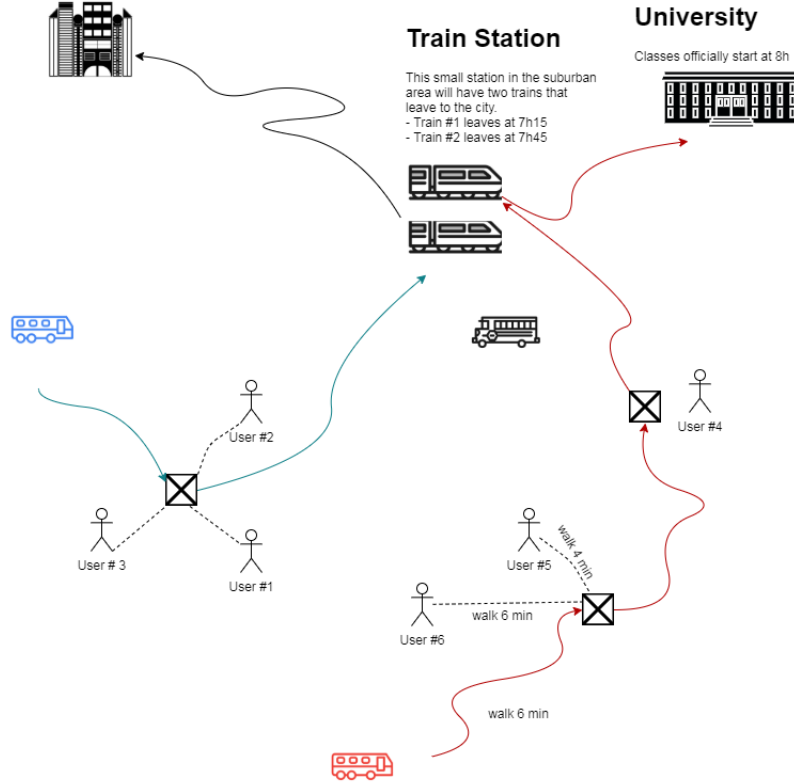 Train Station
This small station in the suburban
area will have two trains that
leave to the city.
- Train #1 leaves at 7h15
- Train #2 leaves at 7h45
University
Classes officially start at 8h
User #2
User #4
User # 3
User #1
User #5
walk 4 min
User #6
walk 6 min
walk 6 min